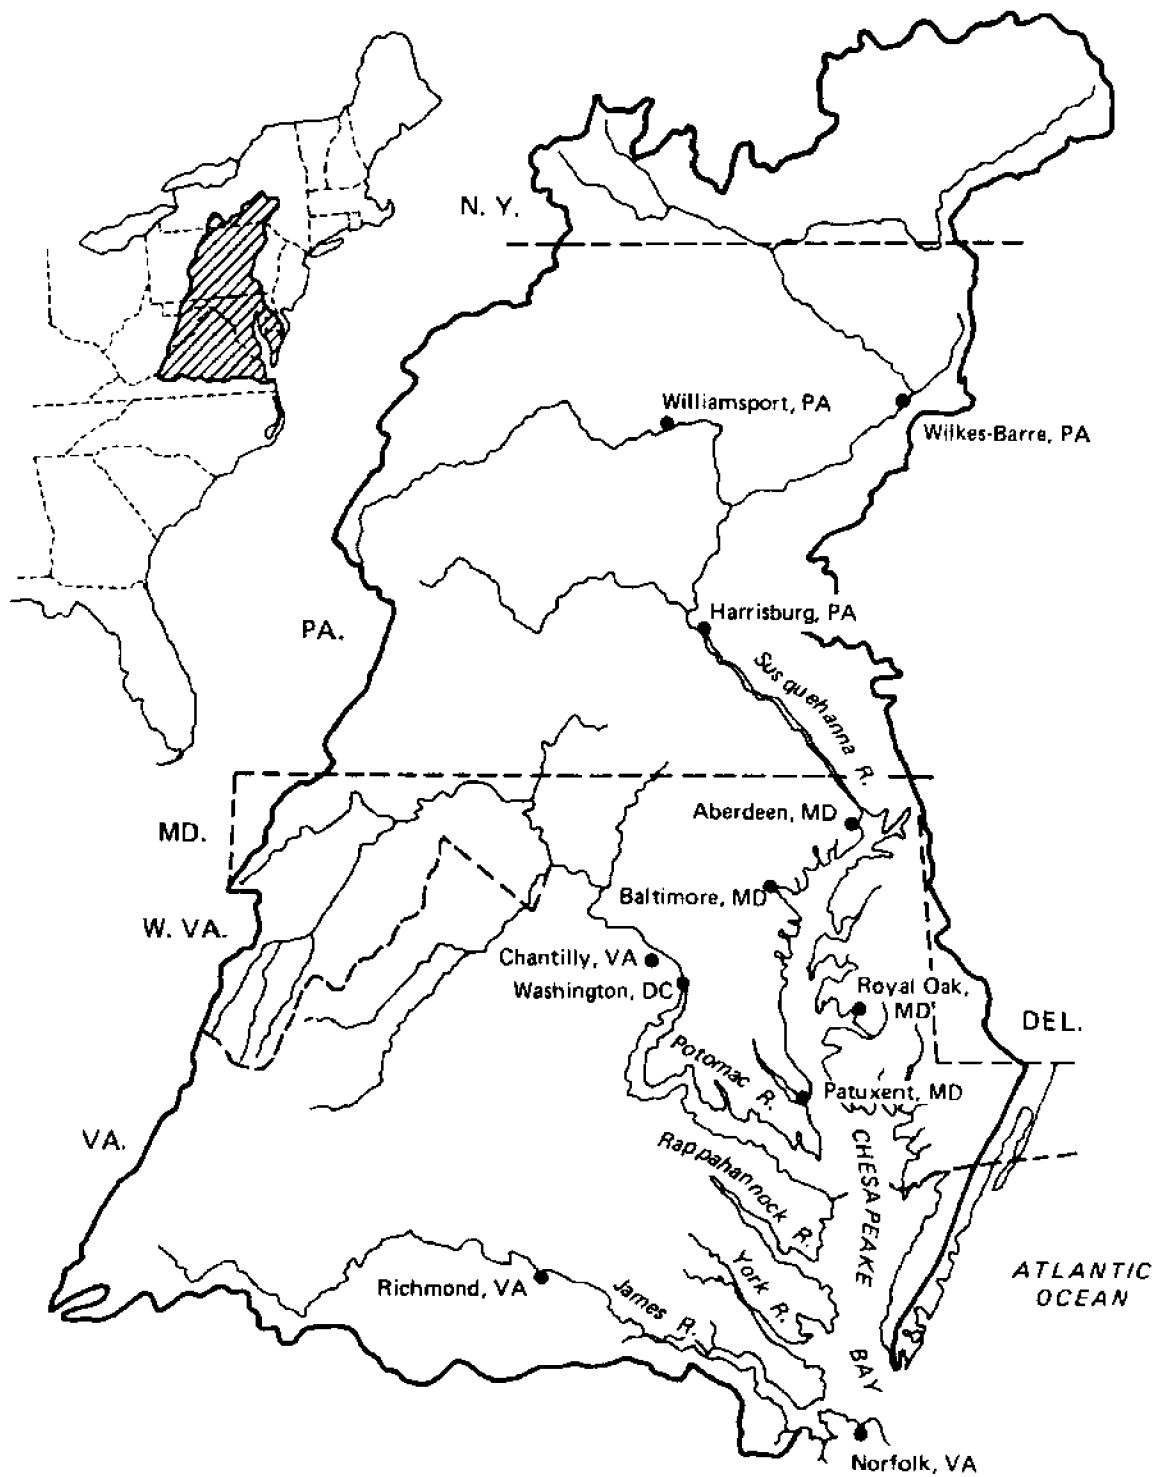 N. Y.
Williamsport, PA
Wilkes-Barre, PA
Harrisburg, PA
PA.
Susquehanna R.
Aberdeen, MD
MD.
Baltimore, MD
W. VA.
Chantilly, VA
Washington, DC
Royal Oak,
MD
DEL.
Potomac R.
Patuxent, MD
VA.
Rappahannock R.
CHESAPEAKE
BAY
York R.
ATLANTIC
OCEAN
Richmond, VA
James R.
Norfolk, VA